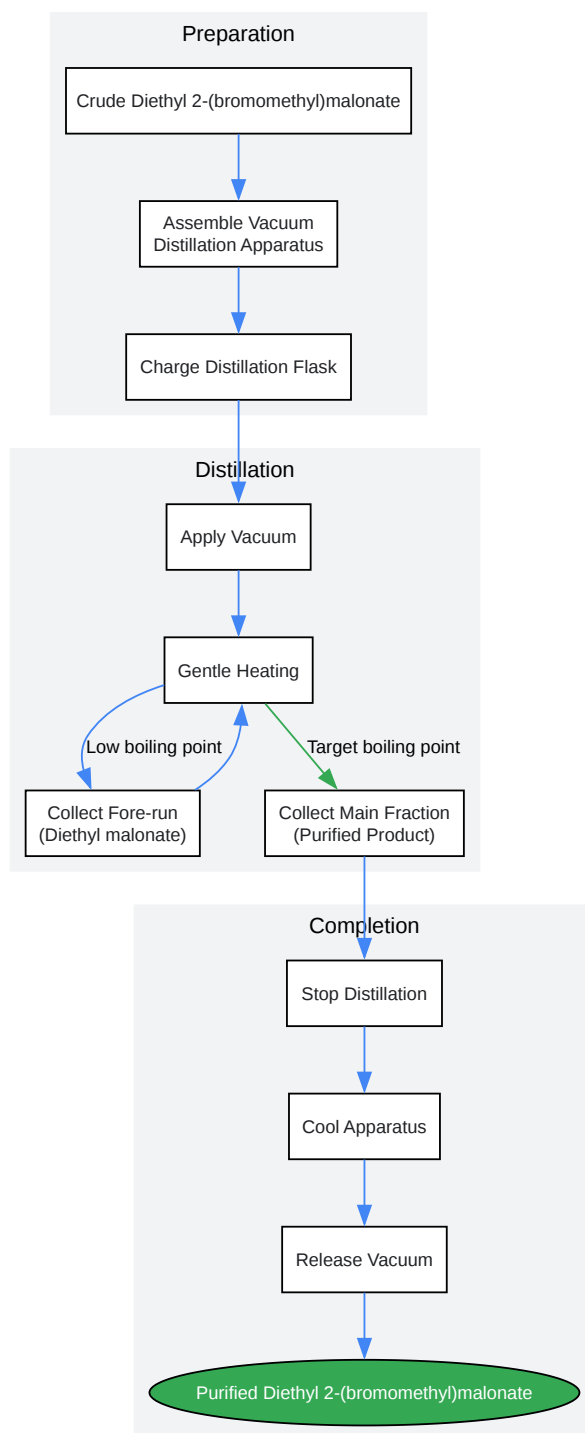 Preparation
Crude Diethyl 2-(bromomethyl)malonate
Assemble Vacuum
Distillation Apparatus
Charge Distillation Flask
Distillation
Apply Vacuum
Gentle Heating
Low boiling point
Target boiling point
Collect Fore-run
(Diethyl malonate)
Collect Main Fraction
(Purified Product)
Completion
Stop Distillation
Cool Apparatus
Release Vacuum
Purified Diethyl 2-(bromomethyl)malonate